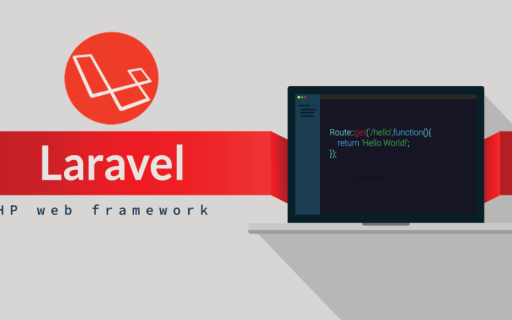 Laravel
HP web framework
Route::get('/hello',function(){
return 'Hello World!';
});